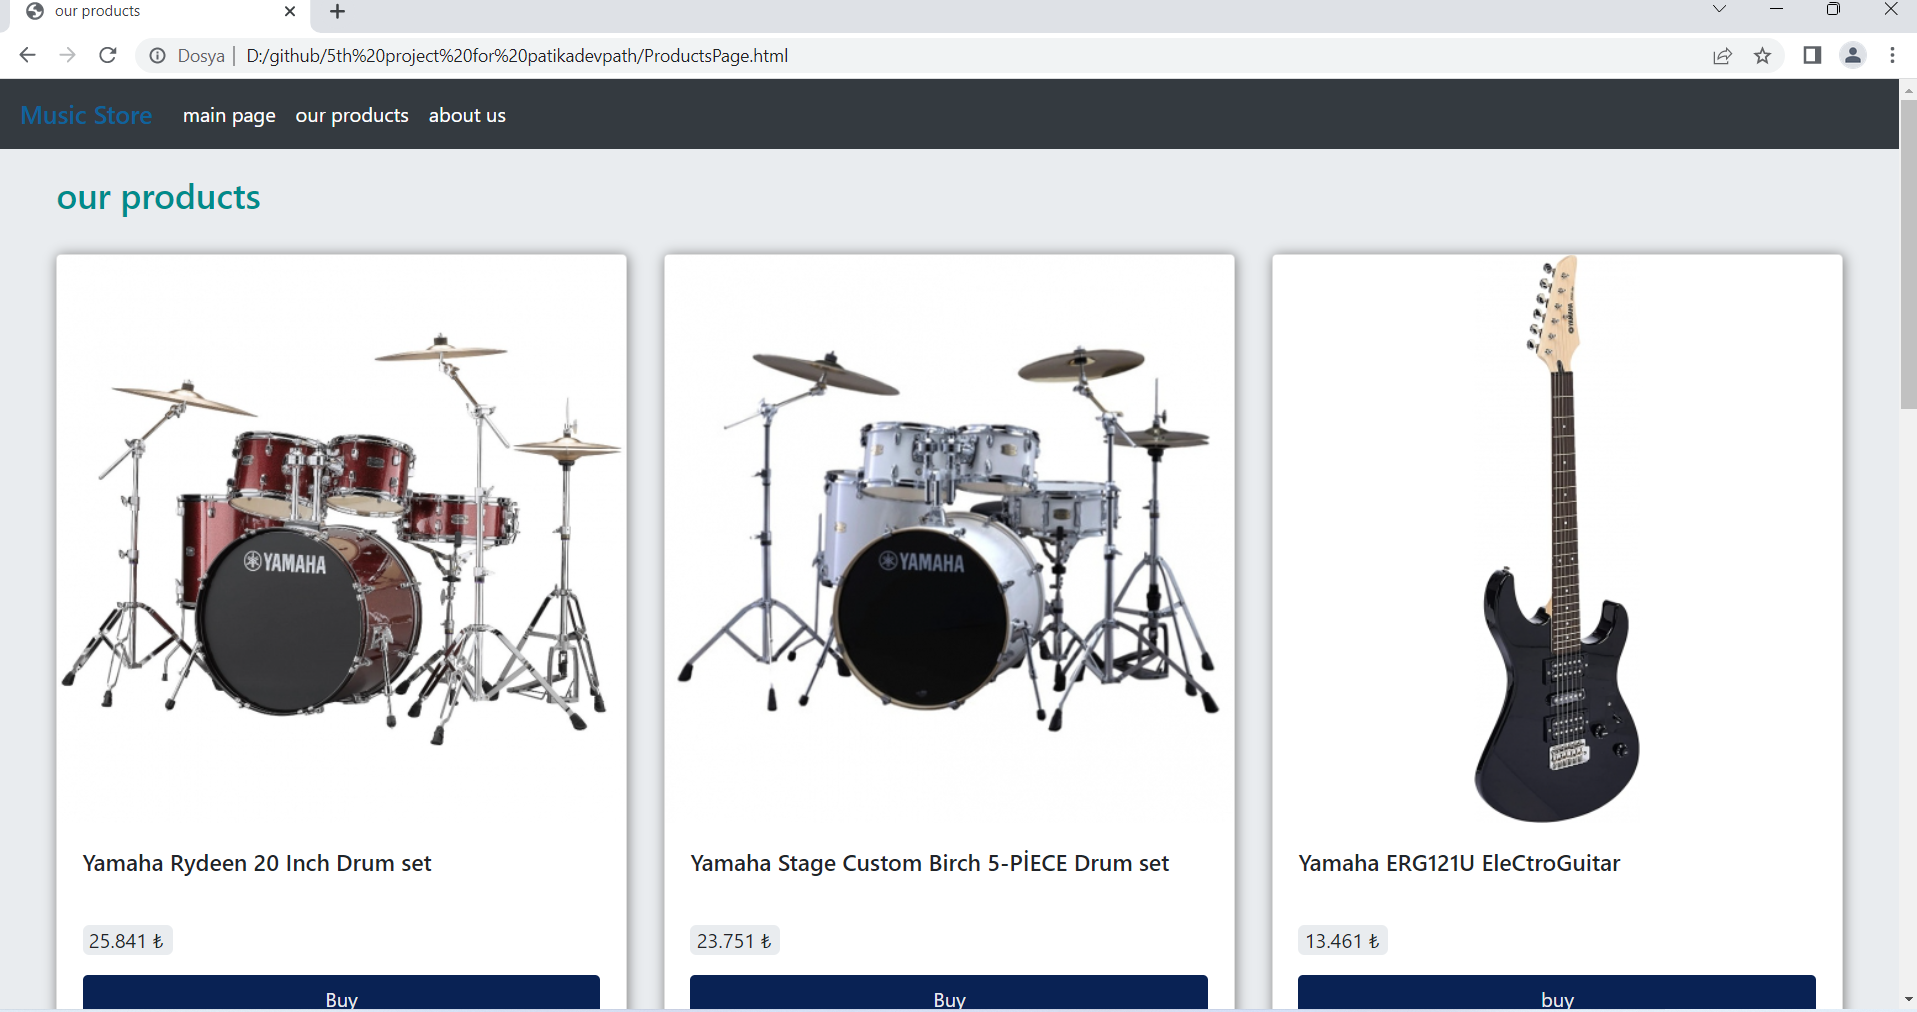 our products
Dosya | D:/github/5th%20project%20for%20patikadevpath/ProductsPage.html
Music Store main page our products about us
our products
YAMAHA
YAMAHA
YAMAHA
Yamaha Rydeen 20 Inch Drum set
Yamaha Stage Custom Birch 5-PİECE Drum set
Yamaha ERG121U EleCtroGuitar
25.841 ₺
23.751 ₺
13.461 ₺
Buy
Buy
buy